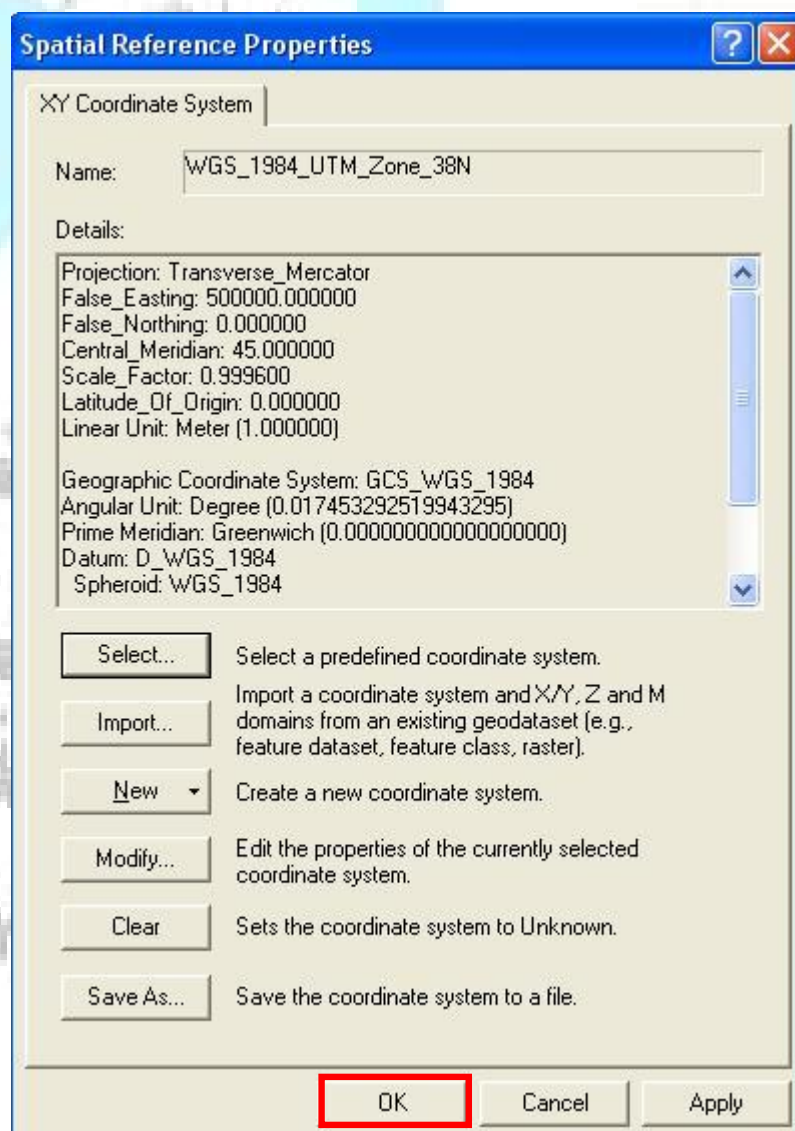 Spatial Reference Properties
XY Coordinate System
Name: WGS_1984_UTM_Zone_38N
Details:
Projection: Transverse_Mercator
False_Easting: 500000.000000
False_Northing: 0.000000
Central_Meridian: 45.000000
Scale_Factor: 0.999600
Latitude_Of_Origin: 0.000000
Linear Unit: Meter (1.000000)
Geographic Coordinate System: GCS_WGS_1984
Angular Unit: Degree (0.017453292519943295)
Prime Meridian: Greenwich (0.000000000000000000)
Datum: D_WGS_1984
Spheroid: WGS_1984
Select... Select a predefined coordinate system.
Import... Import a coordinate system and X/Y, Z and M
domains from an existing geodataset (e.g.,
feature dataset, feature class, raster).
New Create a new coordinate system.
Modify... Edit the properties of the currently selected
coordinate system.
Clear Sets the coordinate system to Unknown.
Save As... Save the coordinate system to a file.
OK Cancel Apply